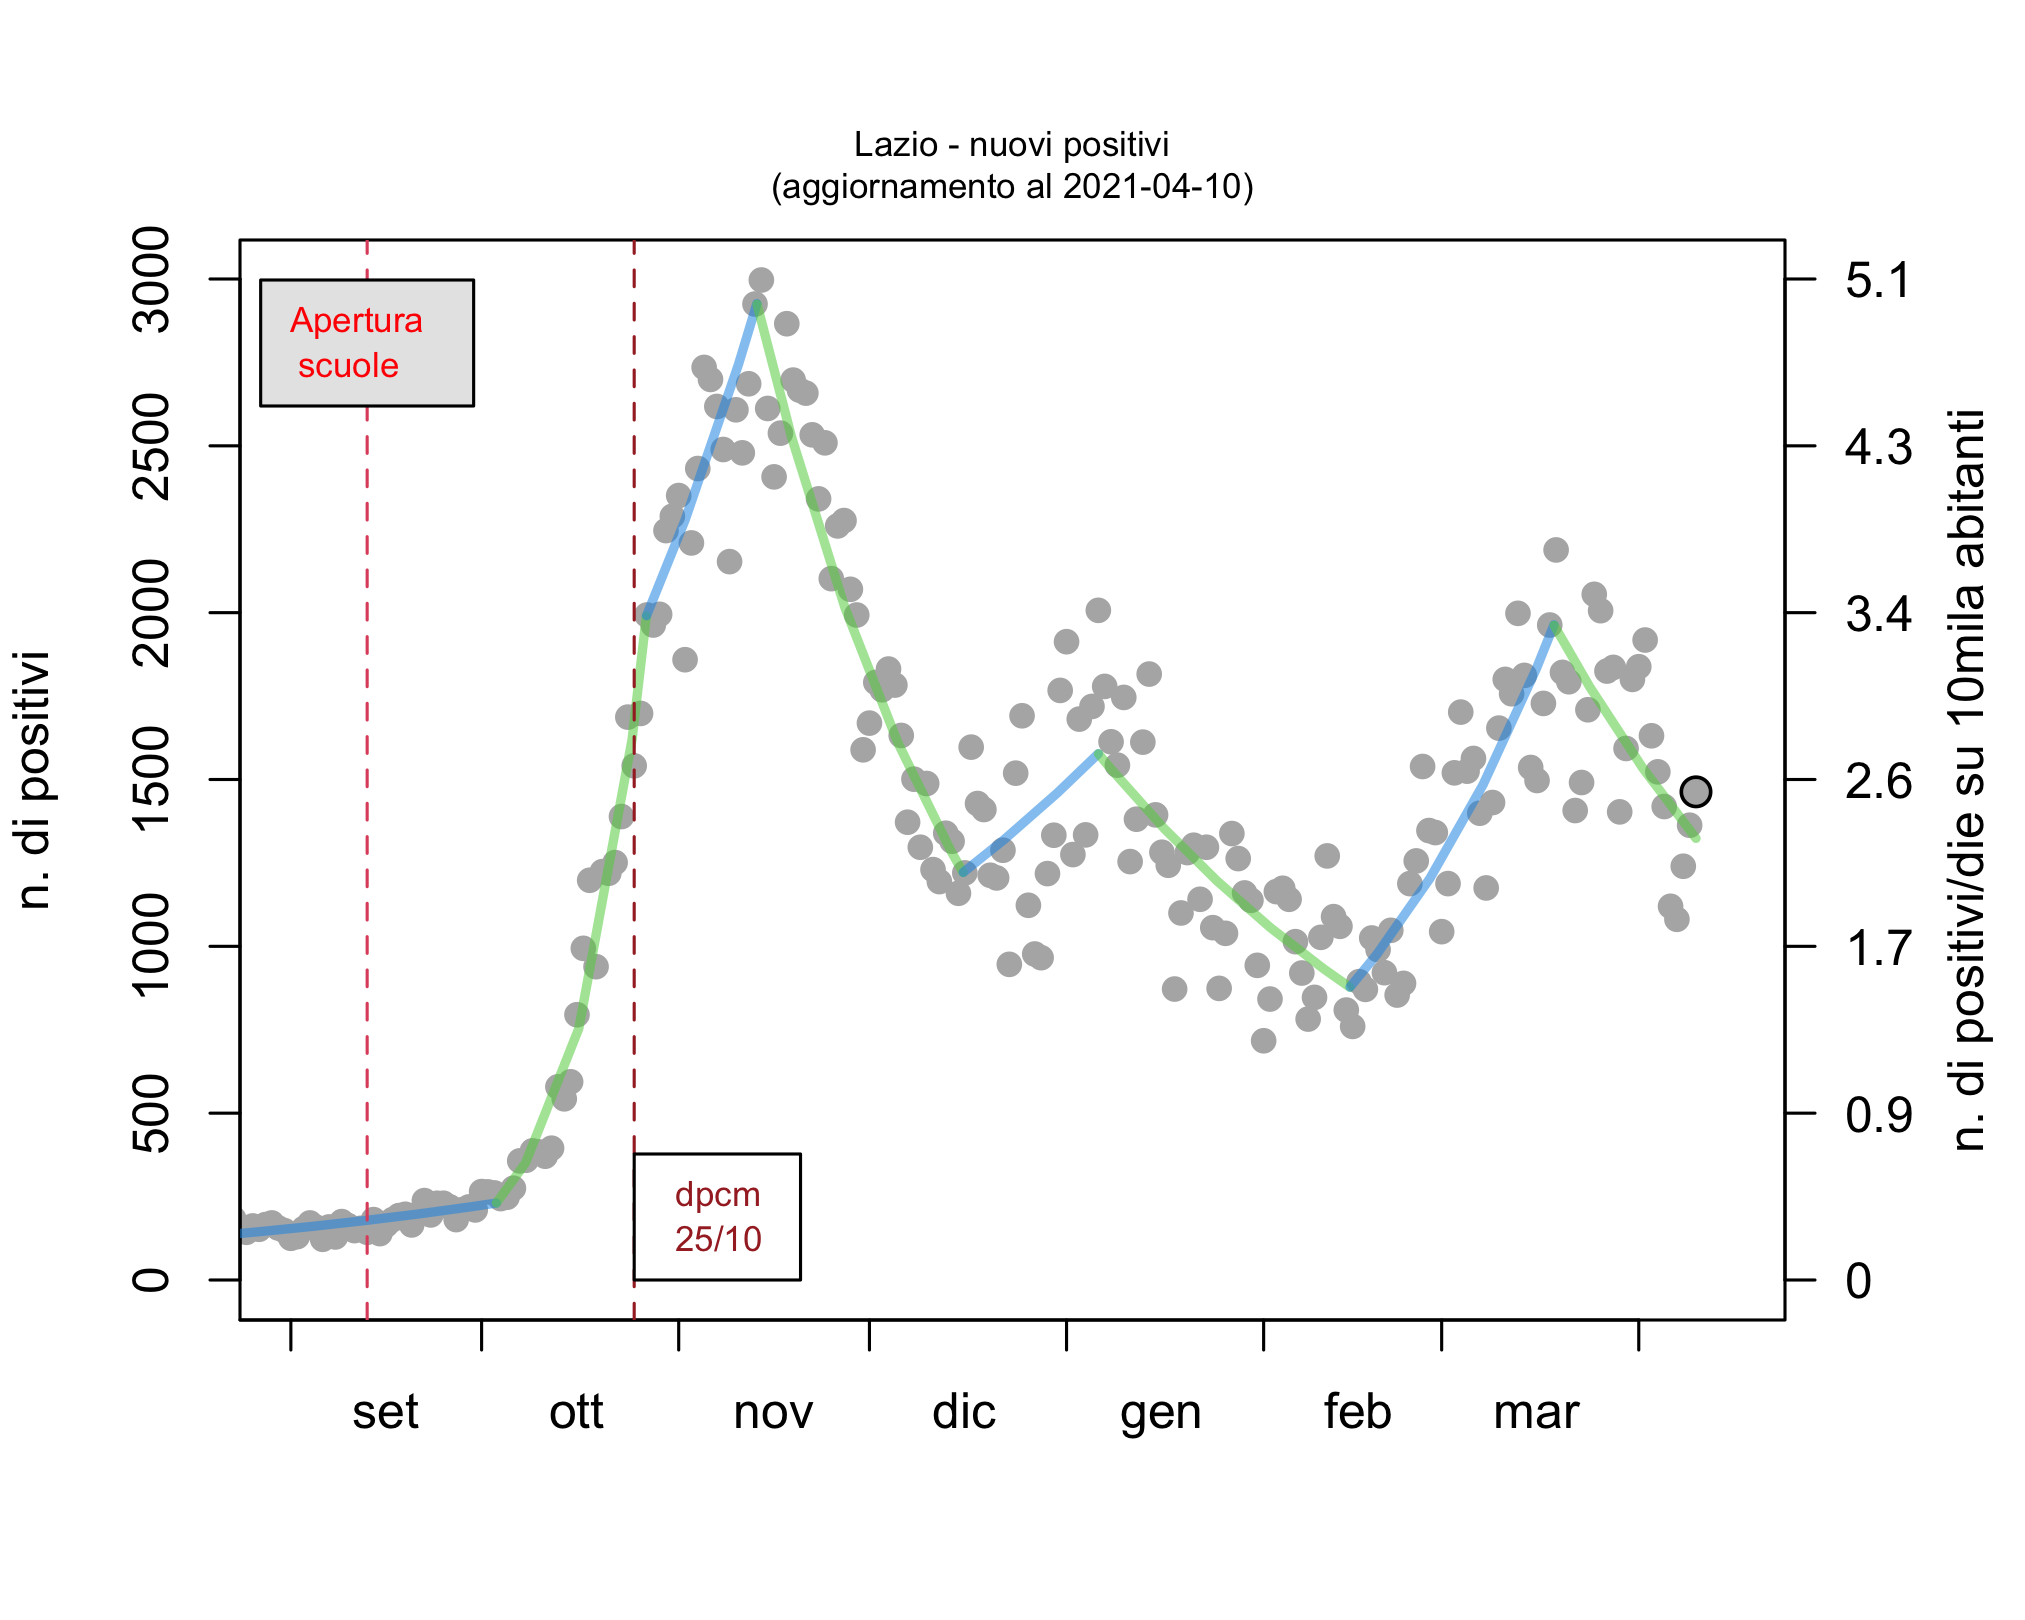 Lazio - nuovi positivi
(aggiornamento al 2021-04-10)
n. di positivi
3000
2500
2000
1500
1000
500
0
Apertura
scuole
dpcm
25/10
5.1
4.3
3.4
2.6
1.7
0.9
0
n. di positivi/die su 10mila abitanti
set ott nov dic gen feb mar